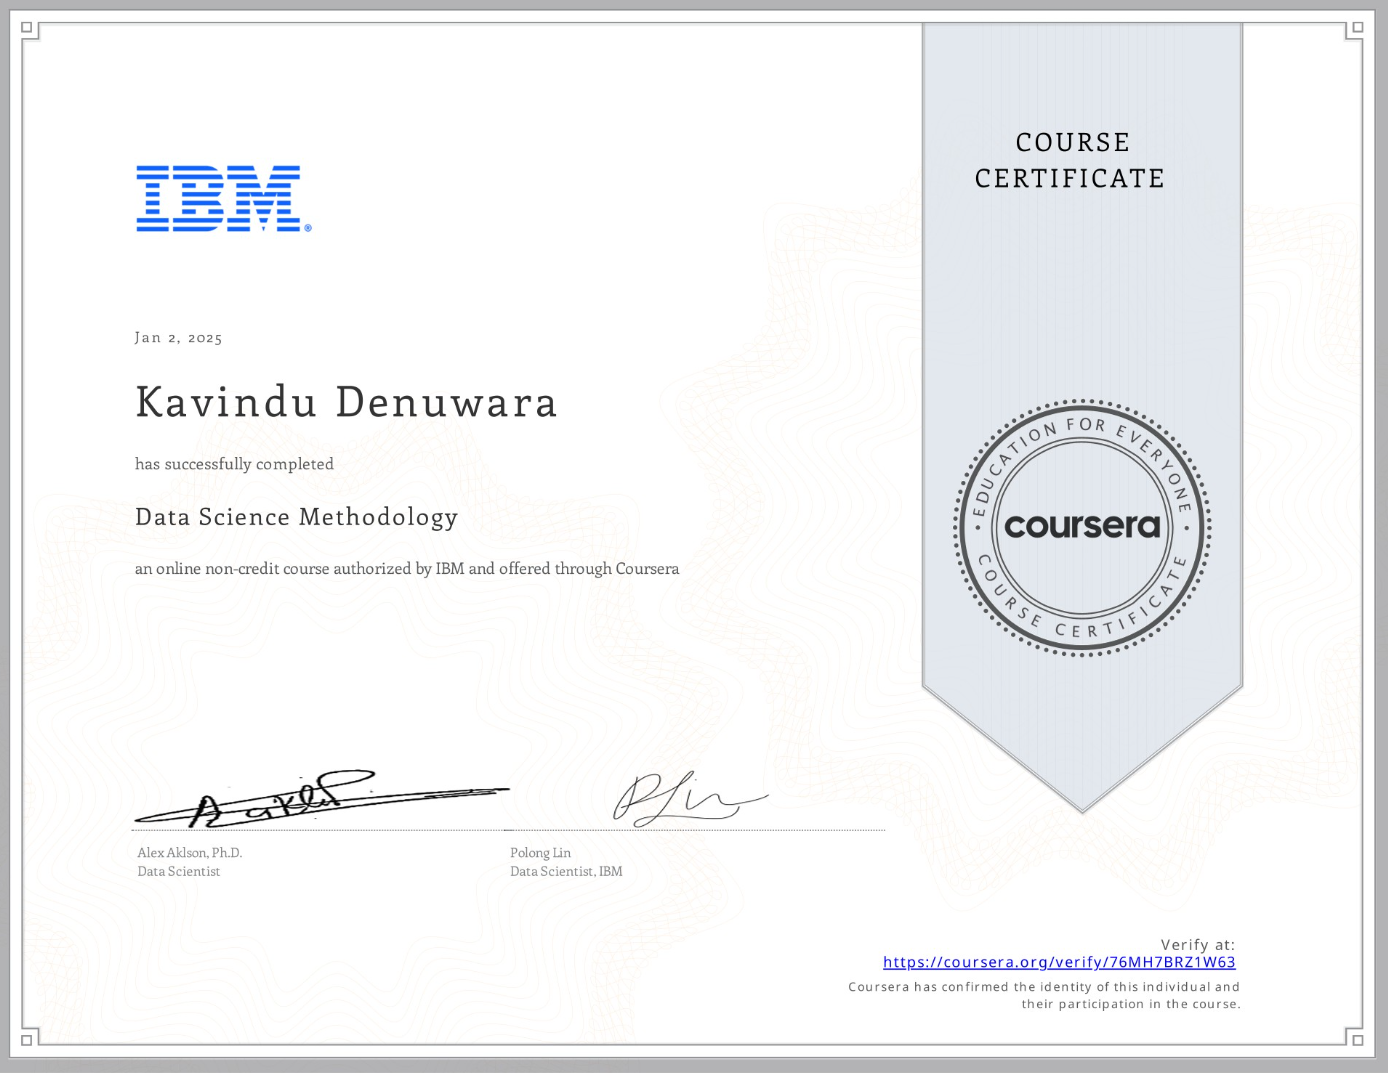 COURSE
CERTIFICATE
IBM®
Jan 2, 2025
Kavindu Denuwara
has successfully completed
Data Science Methodology
an online non-credit course authorized by IBM and offered through Coursera
EDUCATION FOR EVERYONE
coursera
COURSE CERTIFICATE
Alex Aklson, Ph.D.
Data Scientist
Polong Lin
Data Scientist, IBM
Verify at:
https://coursera.org/verify/76MH7BRZ1W63
Coursera has confirmed the identity of this individual and
their participation in the course.